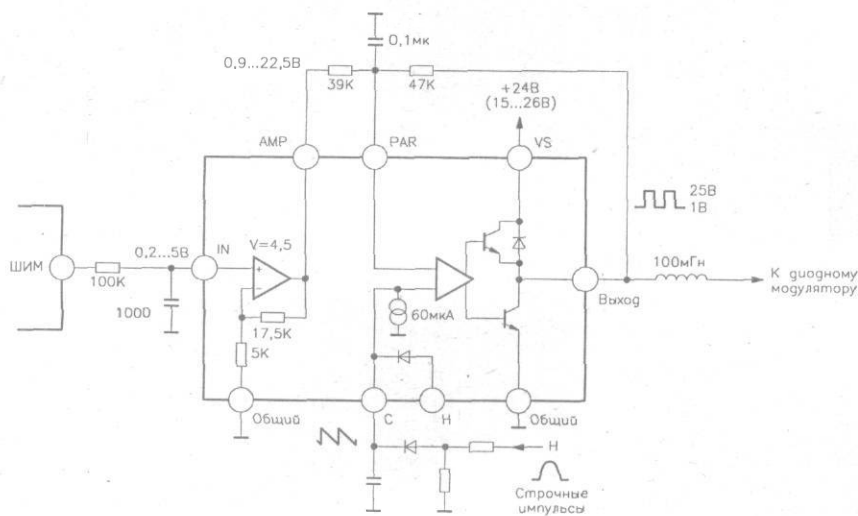 0,1мк
0,9...22,5В
39К
47К
+24В
(15...26В)
AMP
PAR
VS
25В
1В
ШИМ
100К
0,2...5В
IN
V=4,5
1000
17,5К
5К
60мкА
Выход
100мГн
К диодному
модулятору
Общий
С
Н
Общий
Н
Строчные
импульсы